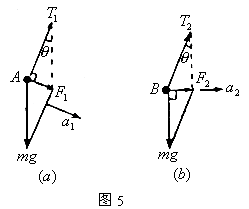 T₁ T₂
θ θ
A F₁ B F₂ a₂
a₁
mg mg
(a) (b)
图 5